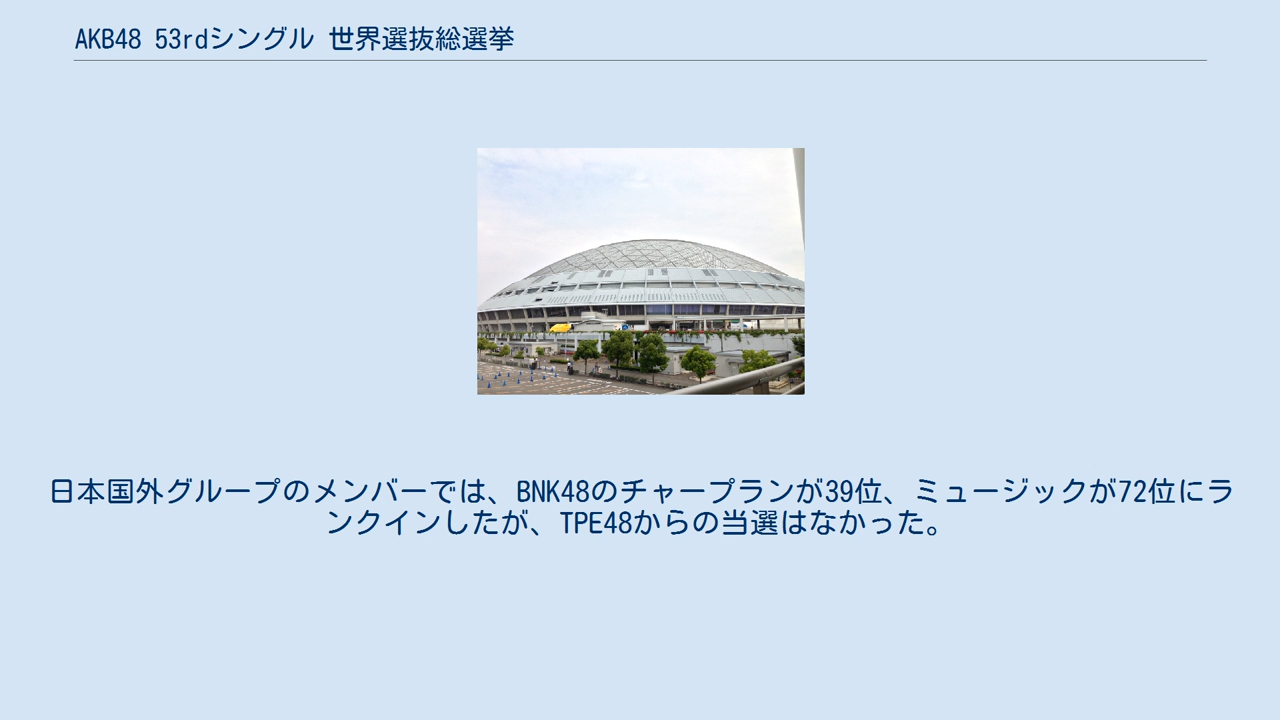 AKB48 53rdシングル 世界選抜総選挙
日本国外グループのメンバーでは、BNK48のチャープランが39位、ミュージックが72位にラ
ンクインしたが、TPE48からの当選はなかった。